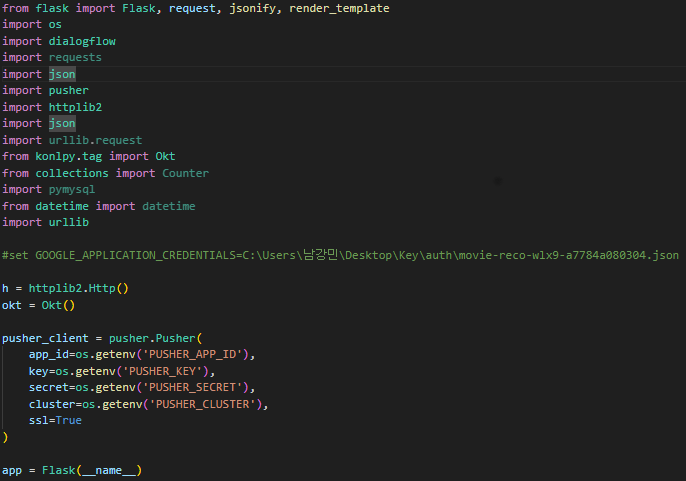 from flask import Flask, request, jsonify, render_template
import os
import dialogflow
import requests
import json
import pusher
import httplib2
import json
import urllib.request
from konlpy.tag import Okt
from collections import Counter
import pymysql
from datetime import datetime
import urllib
#set GOOGLE_APPLICATION_CREDENTIALS=C:\Users\남강민\Desktop\Key\auth\movie-reco-wlx9-a7784a080304.json
h = httplib2.Http()
okt = Okt()
pusher_client = pusher.Pusher(
    app_id=os.getenv('PUSHER_APP_ID'),
    key=os.getenv('PUSHER_KEY'),
    secret=os.getenv('PUSHER_SECRET'),
    cluster=os.getenv('PUSHER_CLUSTER'),
    ssl=True
)
app = Flask(__name__)